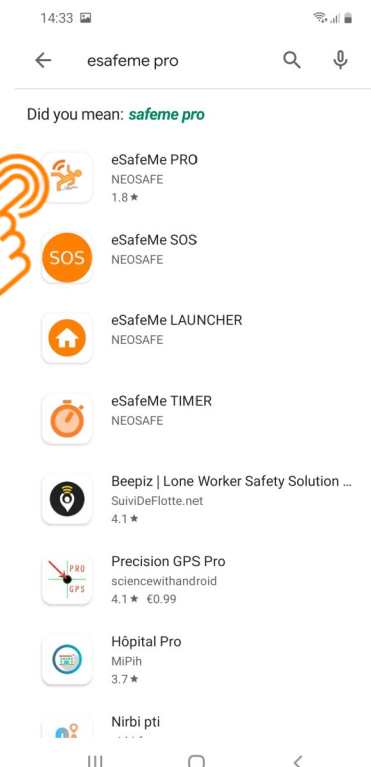 14:33
esafeme pro
Did you mean: safeme pro
eSafeMe PRO
NEOSAFE
1.8★
eSafeMe SOS
SOS
NEOSAFE
eSafeMe LAUNCHER
NEOSAFE
eSafeMe TIMER
NEOSAFE
Beepiz | Lone Worker Safety Solution ...
SuiviDeFlotte.net
4.1★
Precision GPS Pro
PRO
GPS
sciencewithandroid
4.1★ €0.99
Hôpital Pro
MiPih
3.7★
Nirbi pti